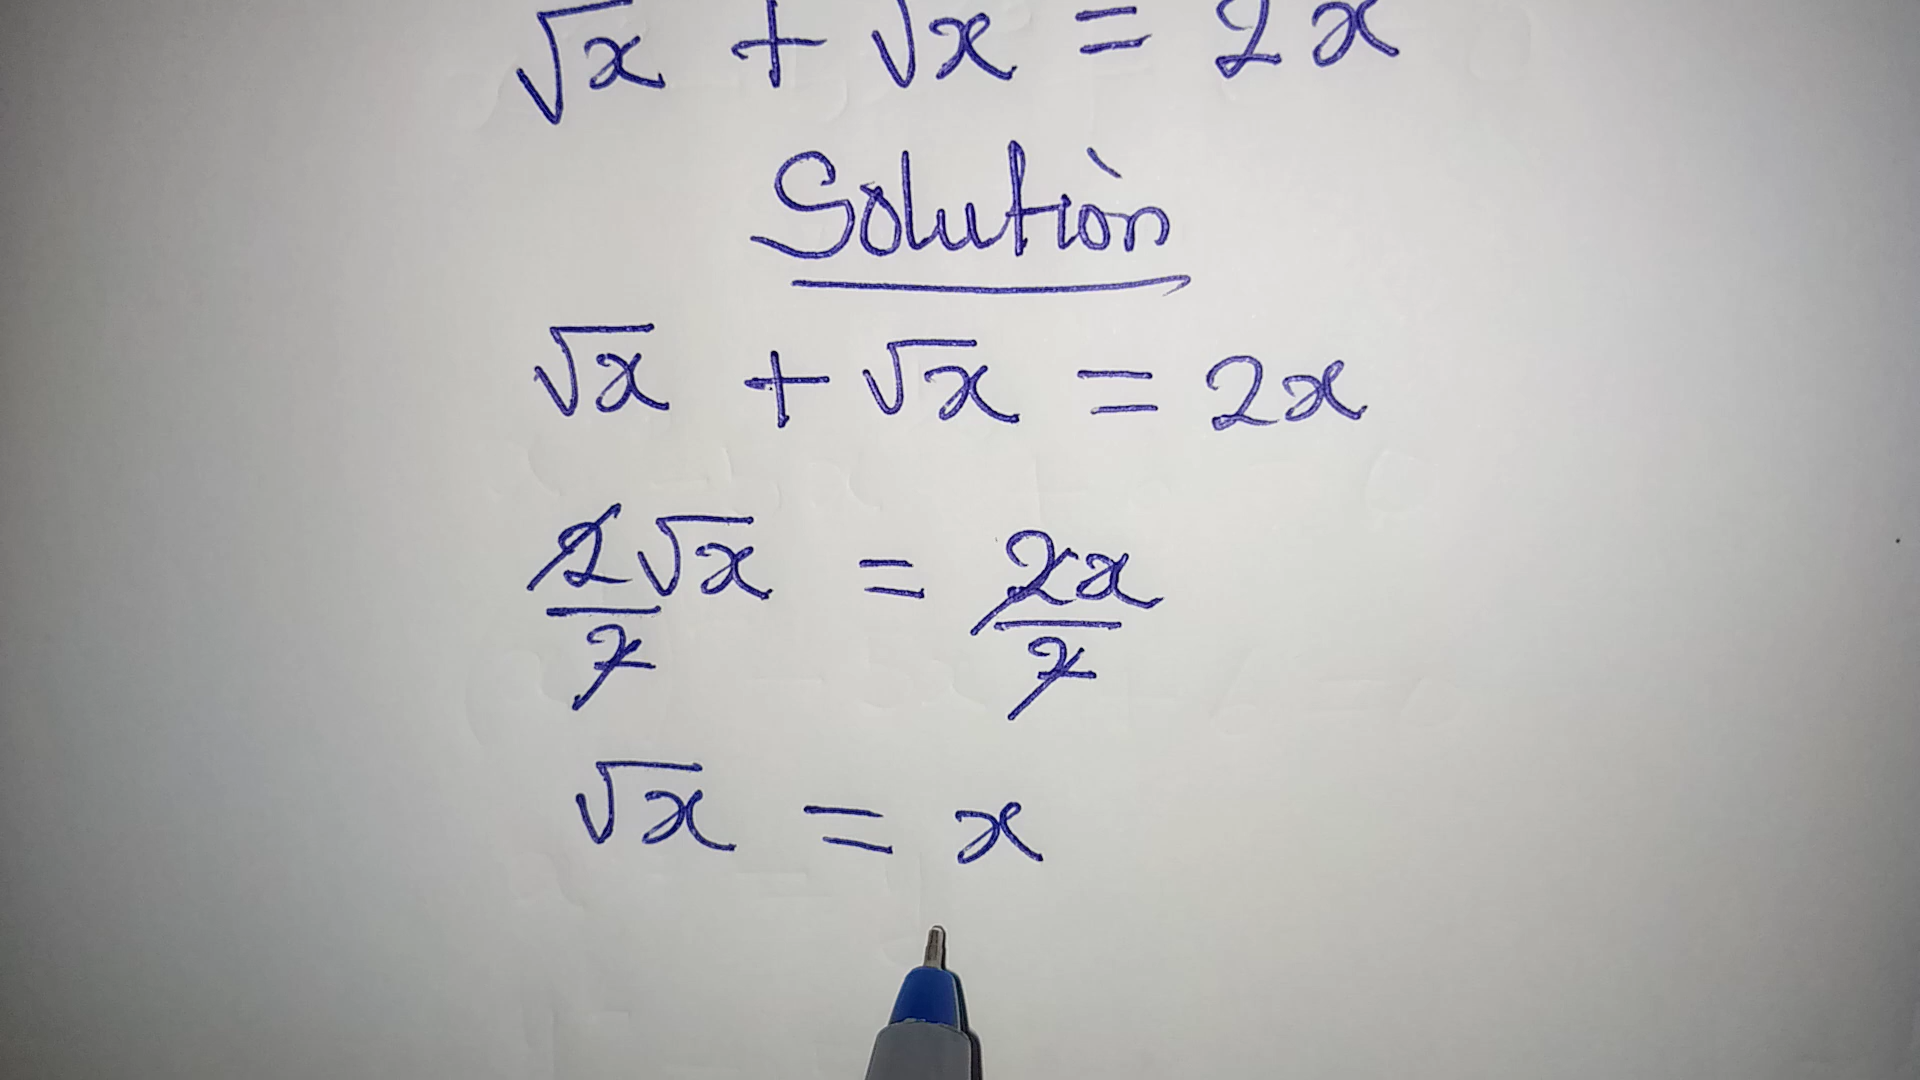 √x + √x = 2x
Solution
√x + √x = 2x
2√x/2 = 2x/2
√x = x